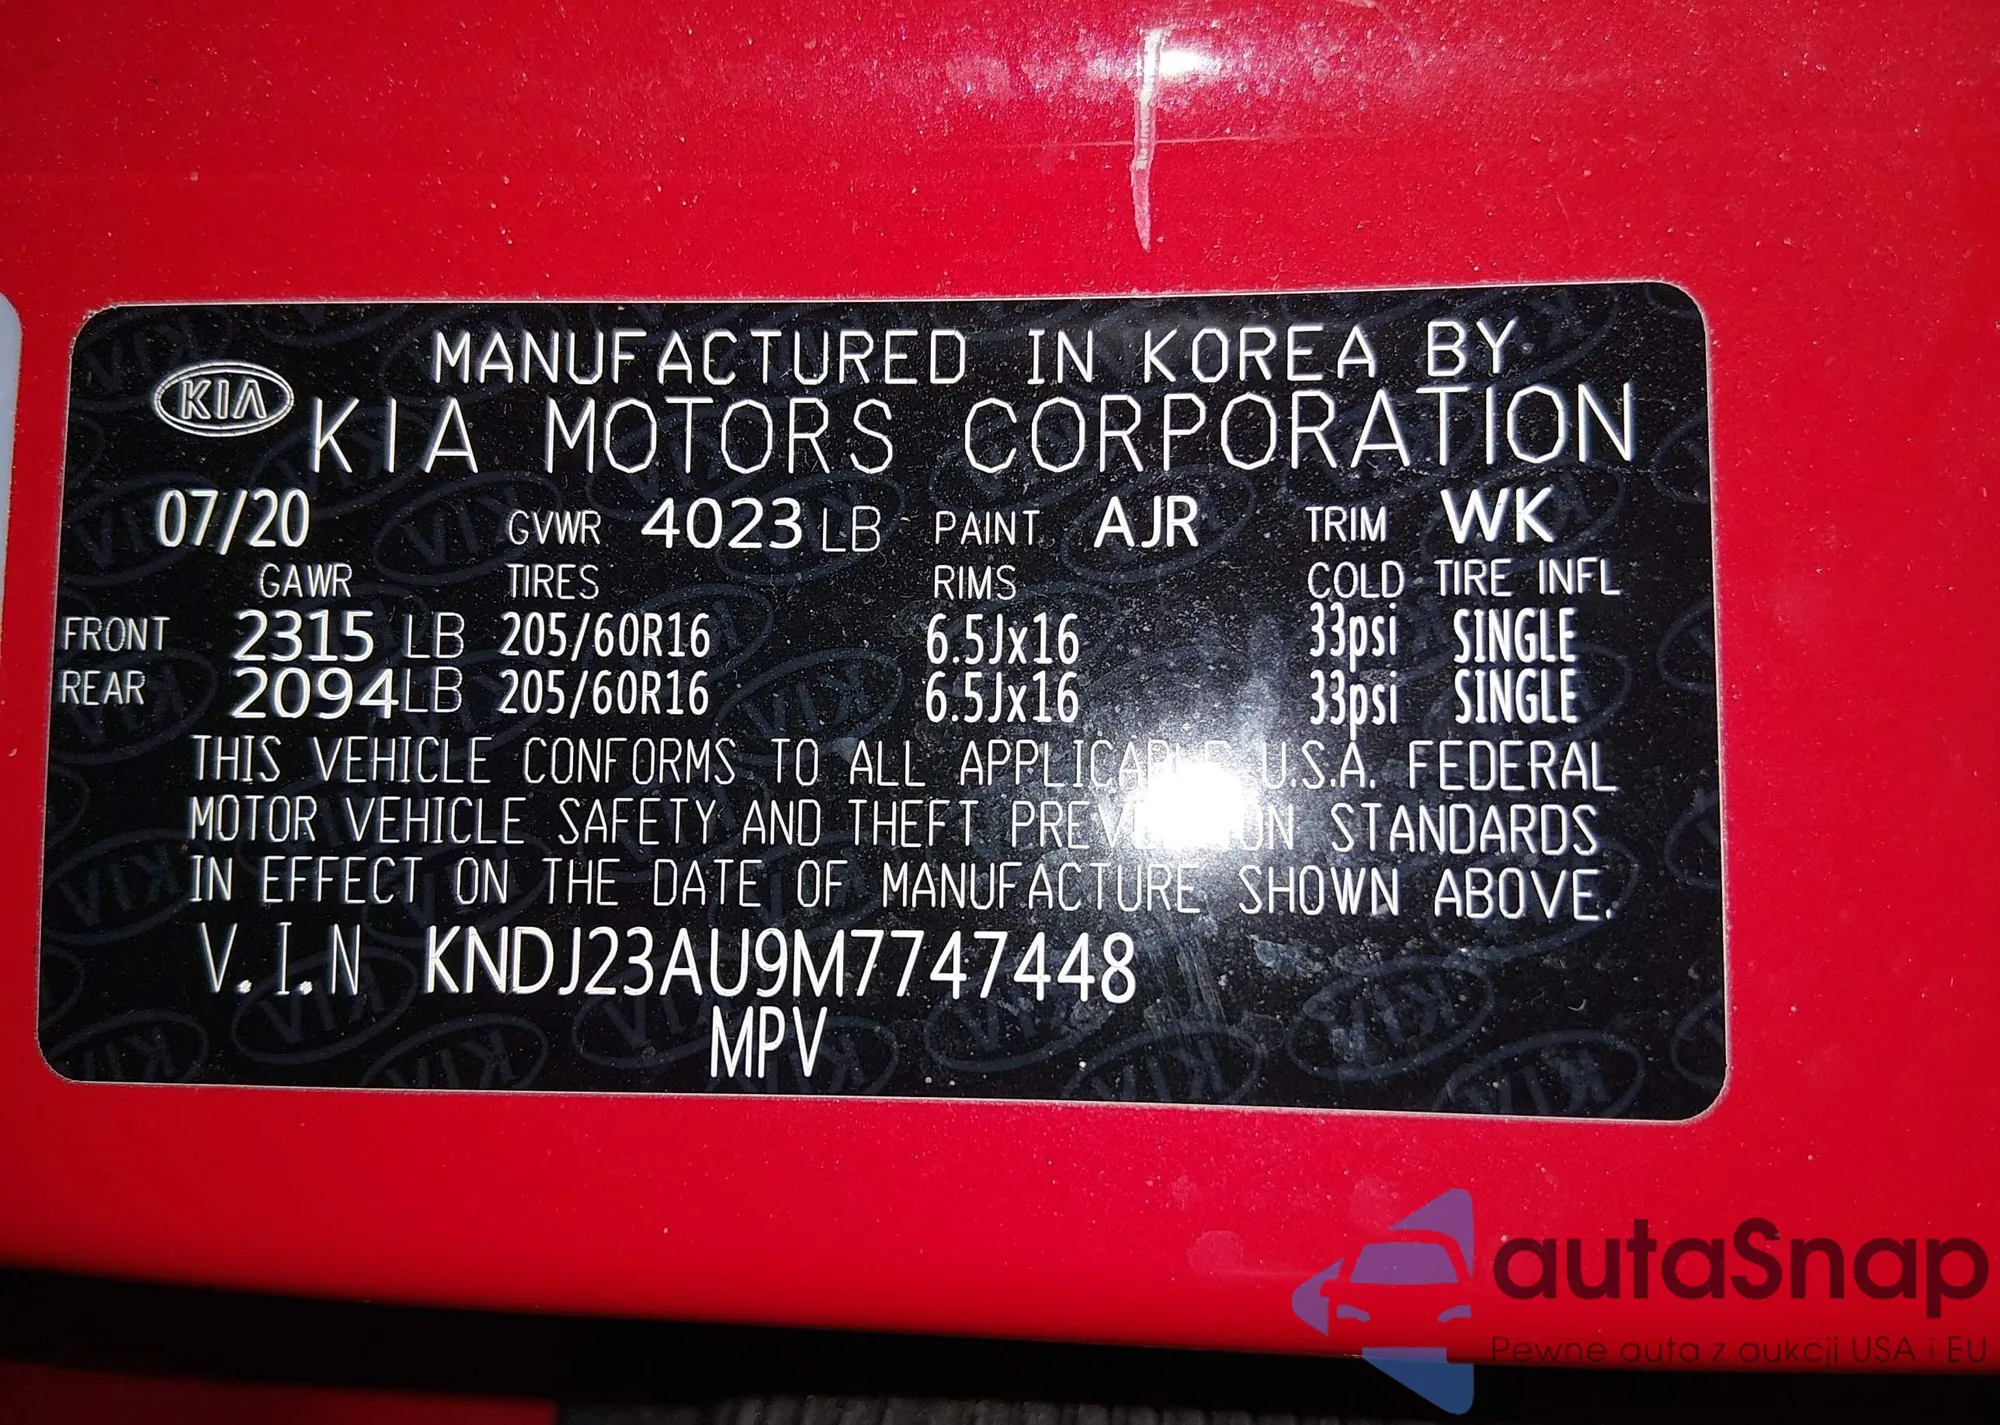 MANUFACTURED IN KOREA BY
KIA KIA MOTORS CORPORATION
07/20 GVWR 4023 LB PAINT AJR TRIM WK
GAWR TIRES RIMS COLD TIRE INFL
FRONT 2315 LB 205/60R16 6.5Jx16 33psi SINGLE
REAR 2094 LB 205/60R16 6.5Jx16 33psi SINGLE
THIS VEHICLE CONFORMS TO ALL APPLICABLE U.S.A. FEDERAL
MOTOR VEHICLE SAFETY AND THEFT PREVENTION STANDARDS
IN EFFECT ON THE DATE OF MANUFACTURE SHOWN ABOVE.
V.I.N KNDJ23AU9M7747448
MPV
autaSnap
Pewne auta z aukcji USA i EU